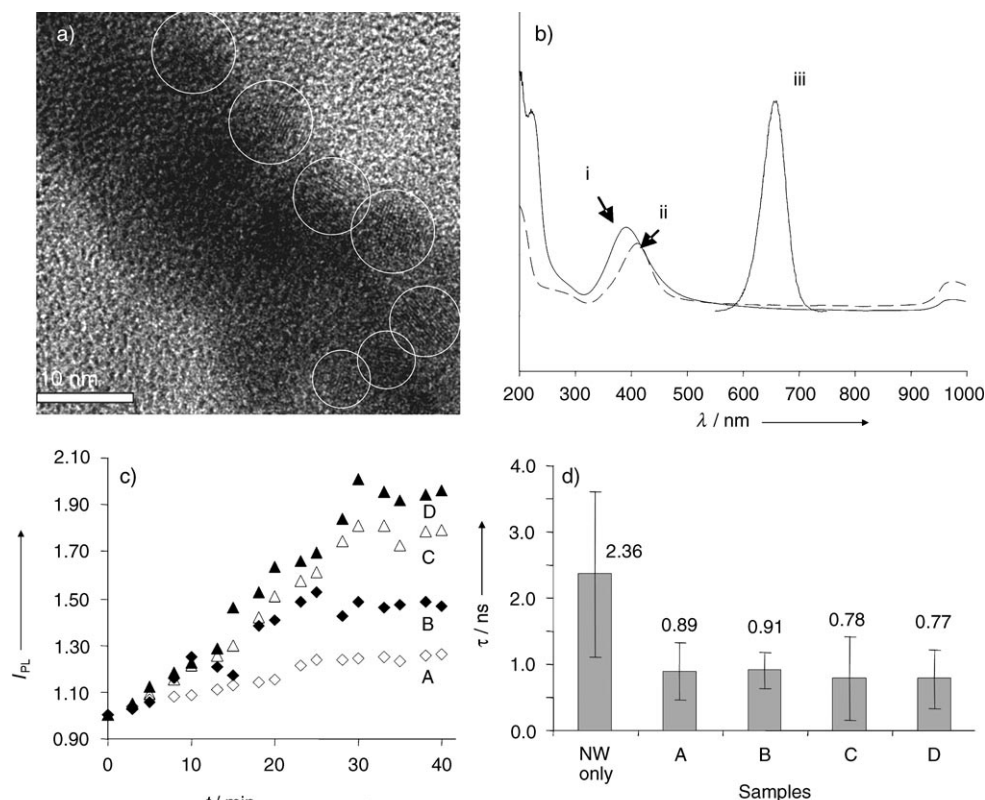 a)
10 nm
b)
i
ii
iii
200 300 400 500 600 700 800 900 1000
λ / nm
c)
2.10
1.90
1.70
1.50
1.30
1.10
0.90
I_PL
D
C
B
A
0 10 20 30 40
d)
4.0
3.0
2.0
1.0
0.0
τ / ns
2.36
0.89
0.91
0.78
0.77
NW only
A B C D
Samples